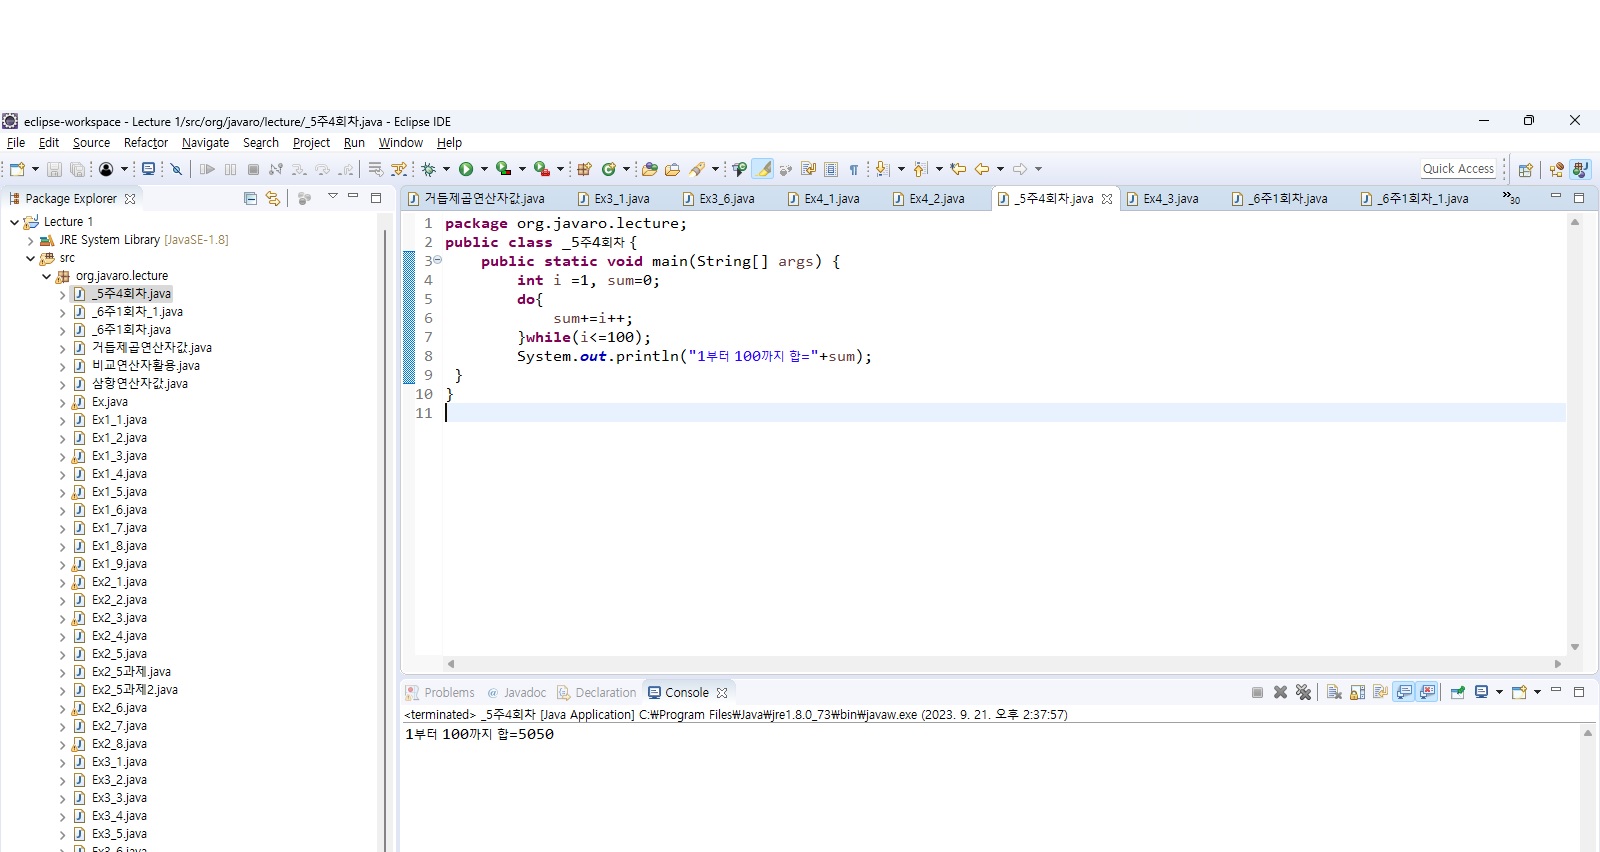 eclipse-workspace - Lecture 1/src/org/javaro/lecture/_5주4회차.java - Eclipse IDE
File Edit Source Refactor Navigate Search Project Run Window Help
Quick Access
Package Explorer
Lecture 1
JRE System Library [JavaSE-1.8]
src
org.javaro.lecture
_5주4회차.java
_6주1회차_1.java
_6주1회차.java
거듭제곱연산자값.java
비교연산자활용.java
삼항연산자값.java
Ex.java
Ex1_1.java
Ex1_2.java
Ex1_3.java
Ex1_4.java
Ex1_5.java
Ex1_6.java
Ex1_7.java
Ex1_8.java
Ex1_9.java
Ex2_1.java
Ex2_2.java
Ex2_3.java
Ex2_4.java
Ex2_5.java
Ex2_5과제.java
Ex2_5과제2.java
Ex2_6.java
Ex2_7.java
Ex2_8.java
Ex3_1.java
Ex3_2.java
Ex3_3.java
Ex3_4.java
Ex3_5.java
Ex3_6.java
거듭제곱연산자값.java Ex3_1.java Ex3_6.java Ex4_1.java Ex4_2.java _5주4회차.java Ex4_3.java _6주1회차.java _6주1회차_1.java »30
1 package org.javaro.lecture;
2 public class _5주4회차 {
3 public static void main(String[] args) {
4 int i =1, sum=0;
5 do{
6 sum+=i++;
7 }while(i<=100);
8 System.out.println("1부터 100까지 합="+sum);
9 }
10 }
11
Problems @ Javadoc Declaration Console
<terminated> _5주4회차 [Java Application] C:₩Program Files₩Java₩jre1.8.0_73₩bin₩javaw.exe (2023. 9. 21. 오후 2:37:57)
1부터 100까지 합=5050